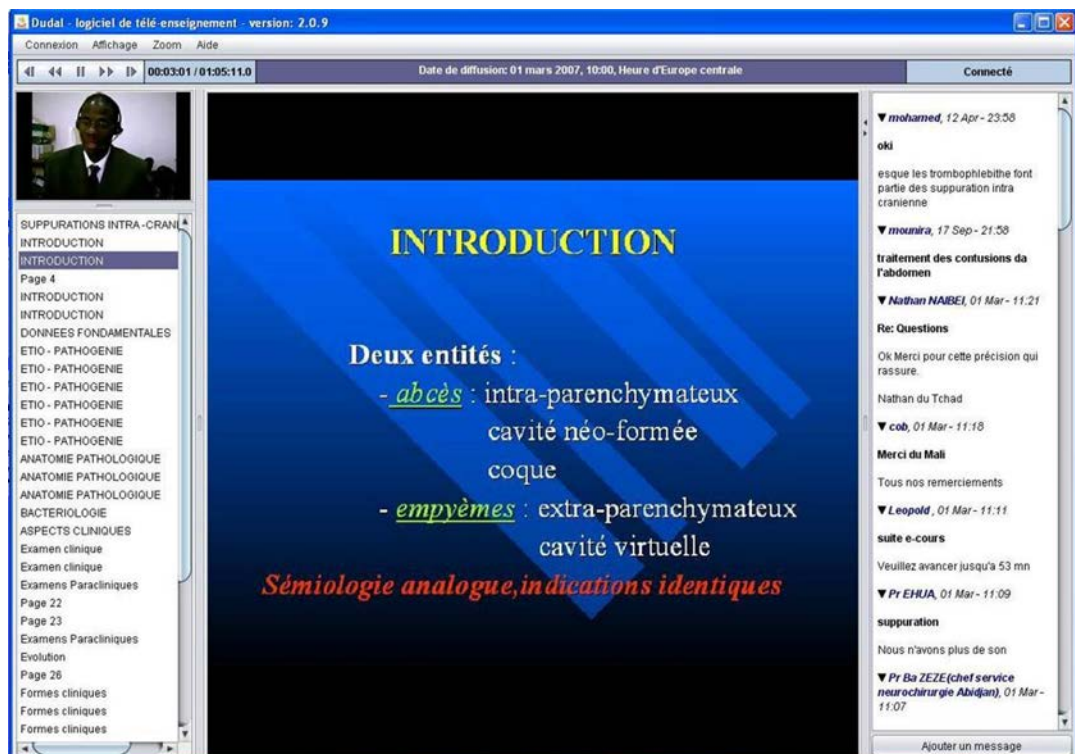 Dudal - logiciel de télé-enseignement - version: 2.0.9
Connexion Affichage Zoom Aide
00:03:01 / 01:05:11.0
Date de diffusion: 01 mars 2007, 10:00, Heure d'Europe centrale
Connecté
SUPPURATIONS INTRA-CRANI
INTRODUCTION
INTRODUCTION
Page 4
INTRODUCTION
INTRODUCTION
DONNEES FONDAMENTALES
ETIO - PATHOGENIE
ETIO - PATHOGENIE
ETIO - PATHOGENIE
ETIO - PATHOGENIE
ETIO - PATHOGENIE
ETIO - PATHOGENIE
ANATOMIE PATHOLOGIQUE
ANATOMIE PATHOLOGIQUE
ANATOMIE PATHOLOGIQUE
BACTERIOLOGIE
ASPECTS CLINIQUES
Examen clinique
Examen clinique
Examens Paracliniques
Page 22
Page 23
Examens Paracliniques
Evolution
Page 26
Formes cliniques
Formes cliniques
Formes cliniques
INTRODUCTION
Deux entités :
- abcès : intra-parenchymateux
cavité néo-formée
coque
- empyèmes : extra-parenchymateux
cavité virtuelle
Sémiologie analogue,indications identiques
mohamed, 12 Apr - 23:58
oki
esque les trombophlebithe font
partie des suppuration intra
cranienne
mounira, 17 Sep - 21:58
traitement des contusions da
l'abdomen
Nathan NAIBEI, 01 Mar - 11:21
Re: Questions
Ok Merci pour cette précision qui
rassure.
Nathan du Tchad
cob, 01 Mar - 11:18
Merci du Mali
Tous nos remerciements
Leopold , 01 Mar - 11:11
suite e-cours
Veuillez avancer jusqu'a 53 mn
Pr EHUA, 01 Mar - 11:09
suppuration
Nous n'avons plus de son
Pr Ba ZEZE(chef service
neurochirurgie Abidjan), 01 Mar -
11:07
Ajouter un message